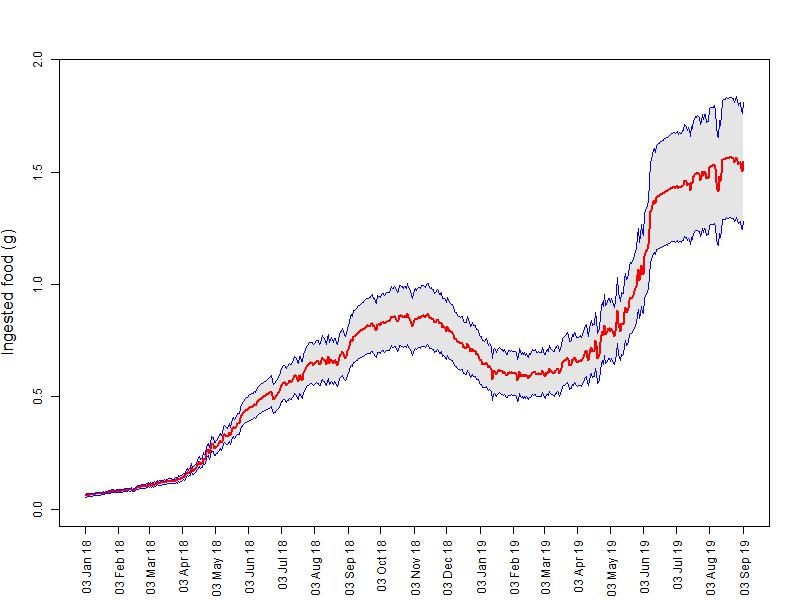 Ingested food (g)
2.0
1.5
1.0
0.5
0.0
03 Jan 18
03 Feb 18
03 Mar 18
03 Apr 18
03 May 18
03 Jun 18
03 Jul 18
03 Aug 18
03 Sep 18
03 Oct 18
03 Nov 18
03 Dec 18
03 Jan 19
03 Feb 19
03 Mar 19
03 Apr 19
03 May 19
03 Jun 19
03 Jul 19
03 Aug 19
03 Sep 19